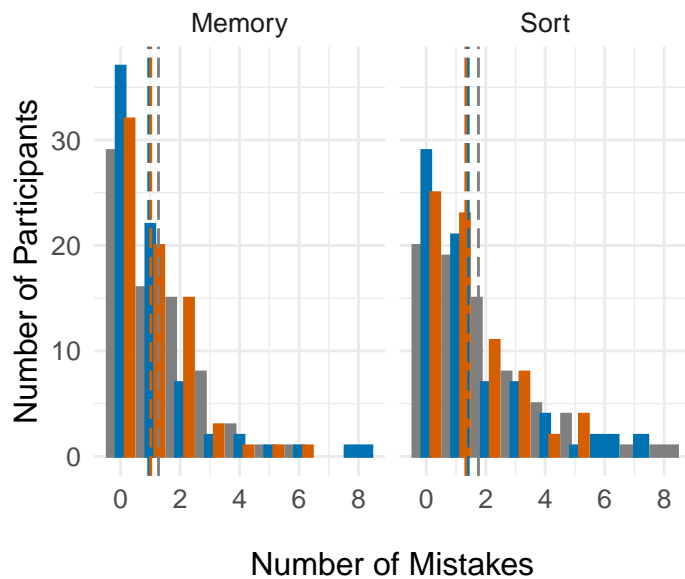 Memory
Sort
Number of Participants
30
20
10
0
0 2 4 6 8
0 2 4 6 8
Number of Mistakes